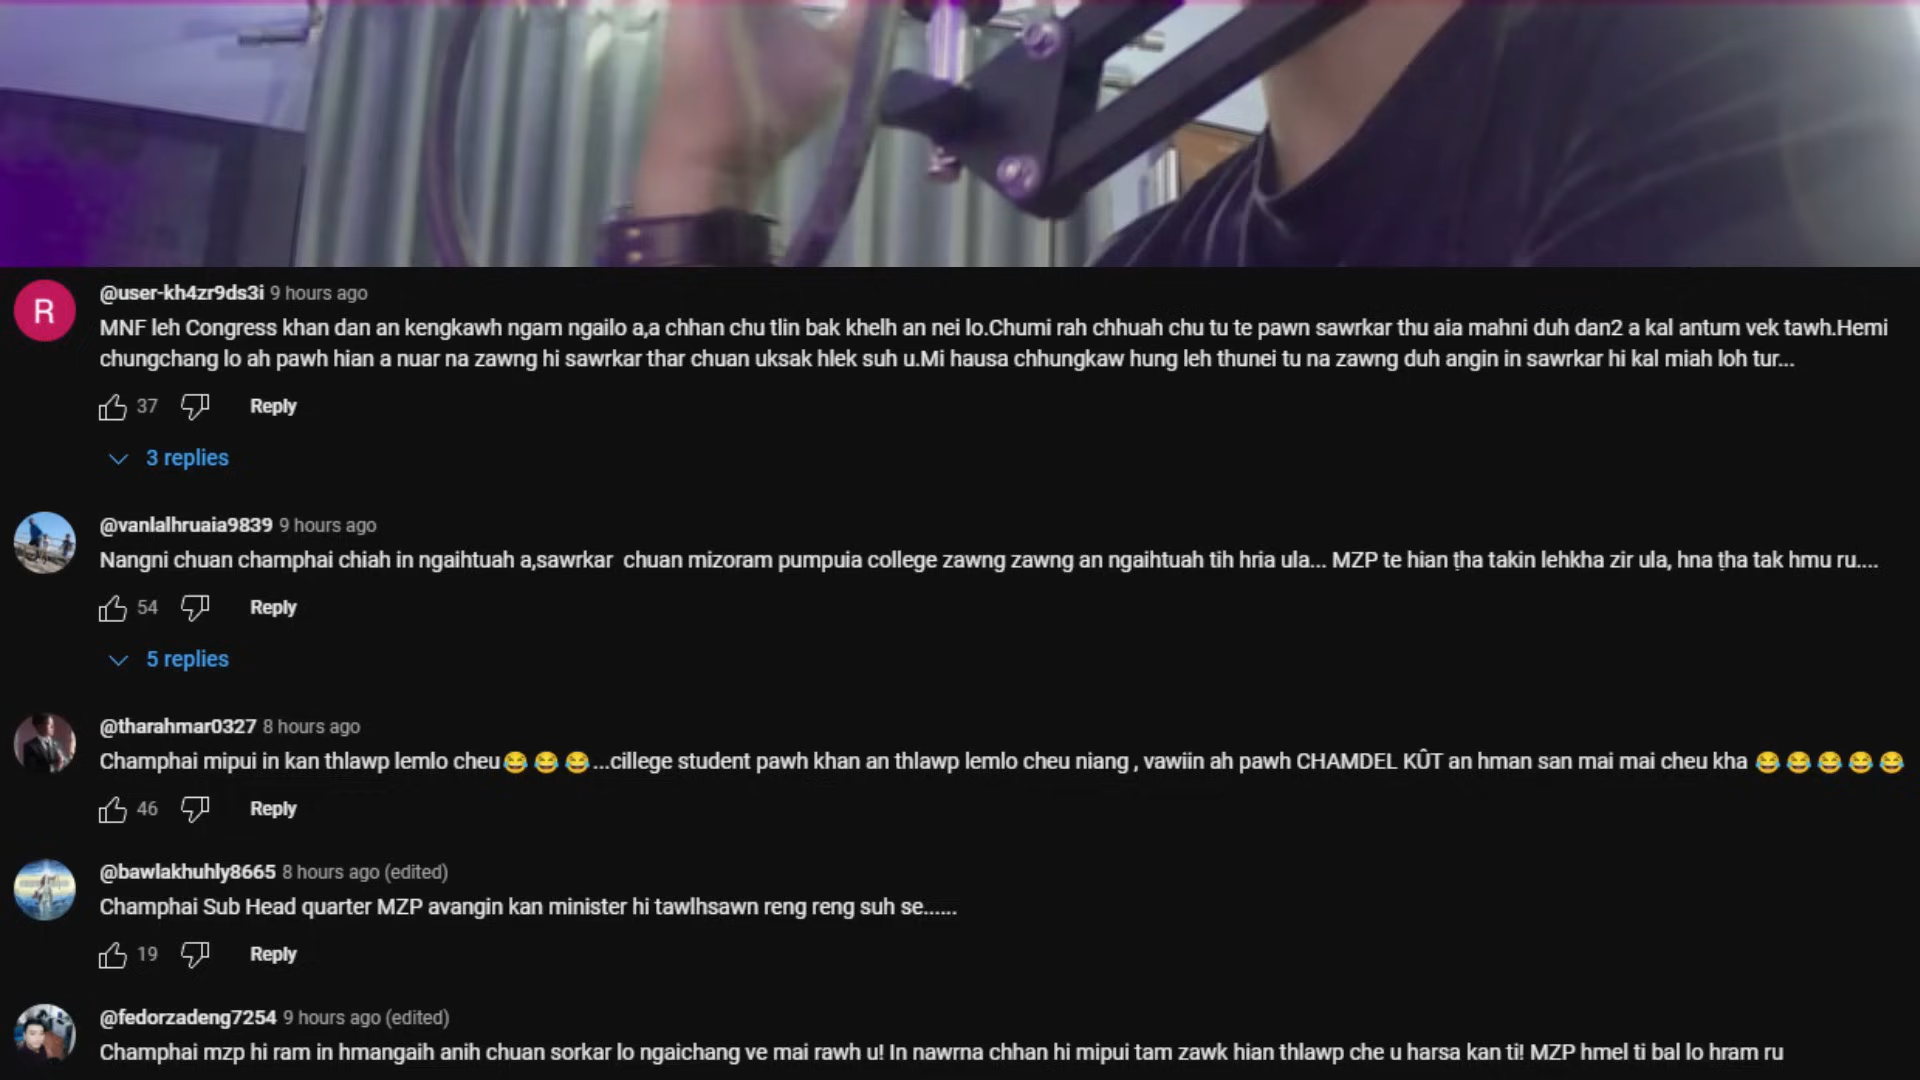 R
@user-kh4zr9ds3i 9 hours ago
MNF leh Congress khan dan an kengkawh ngam ngailo a,a chhan chu tlin bak khelh an nei lo.Chumi rah chhuah chu tu te pawn sawrkar thu aia mahni duh dan2 a kal antum vek tawh.Hemi
chungchang lo ah pawh hian a nuar na zawng hi sawrkar thar chuan uksak hlek suh u.Mi hausa chhungkaw hung leh thunei tu na zawng duh angin in sawrkar hi kal miah loh tur...
37 Reply
3 replies
@vanlalhruaia9839 9 hours ago
Nangni chuan champhai chiah in ngaihtuah a,sawrkar chuan mizoram pumpuia college zawng zawng an ngaihtuah tih hria ula... MZP te hian ṭha takin lehkha zir ula, hna ṭha tak hmu ru....
54 Reply
5 replies
@tharahmar0327 8 hours ago
Champhai mipui in kan thlawp lemlo cheu😂😂😂...cillege student pawh khan an thlawp lemlo cheu niang , vawiin ah pawh CHAMDEL KÛT an hman san mai mai cheu kha 😂😂😂😂😂
46 Reply
@bawlakhuhly8665 8 hours ago (edited)
Champhai Sub Head quarter MZP avangin kan minister hi tawlhsawn reng reng suh se......
19 Reply
@fedorzadeng7254 9 hours ago (edited)
Champhai mzp hi ram in hmangaih anih chuan sorkar lo ngaichang ve mai rawh u! In nawrna chhan hi mipui tam zawk hian thlawp che u harsa kan ti! MZP hmel ti bal lo hram ru